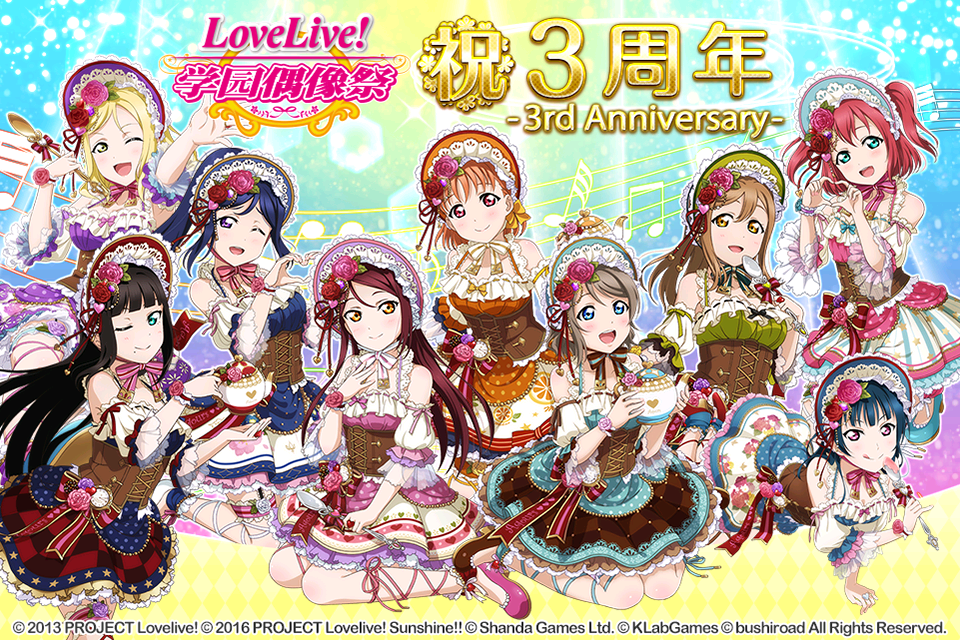 LoveLive!
学园偶像祭
祝3周年
-3rd Anniversary-
© 2013 PROJECT Lovelive! © 2016 PROJECT Lovelive! Sunshine!! © Shanda Games Ltd. © KLabGames © bushiroad All Rights Reserved.